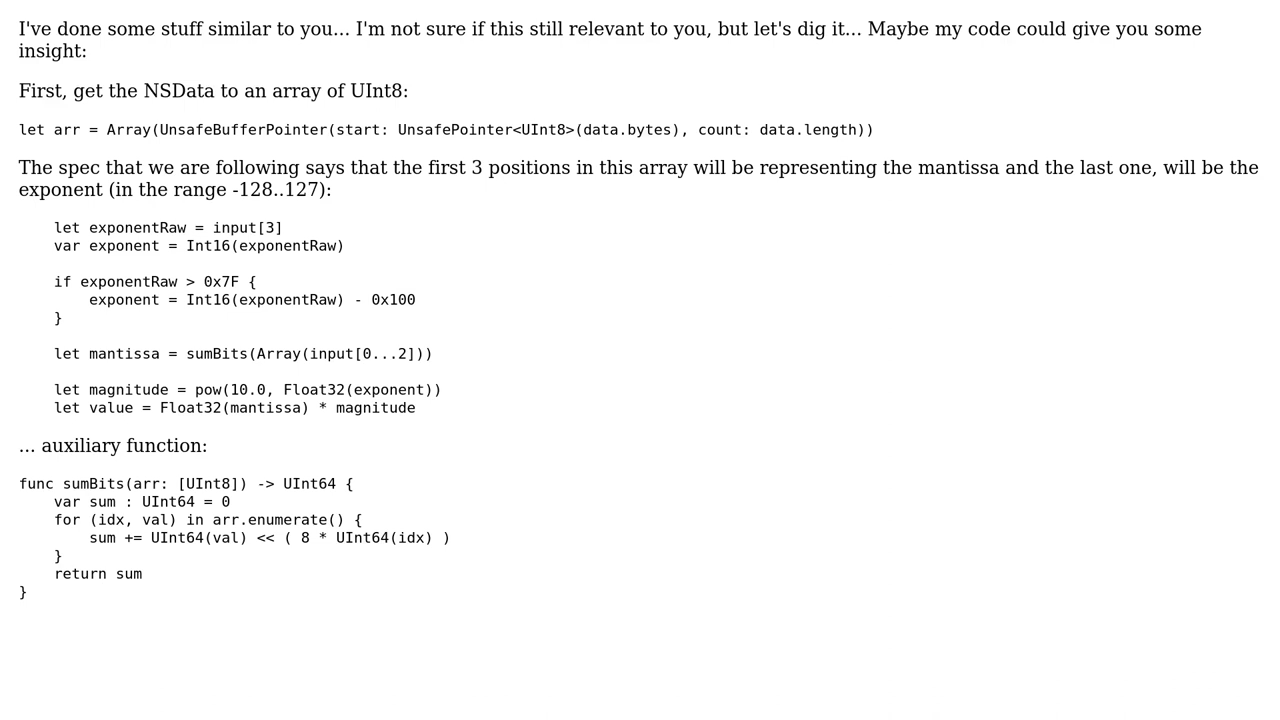 I've done some stuff similar to you... I'm not sure if this still relevant to you, but let's dig it... Maybe my code could give you some
insight:
First, get the NSData to an array of UInt8:
let arr = Array(UnsafeBufferPointer(start: UnsafePointer<UInt8>(data.bytes), count: data.length))
The spec that we are following says that the first 3 positions in this array will be representing the mantissa and the last one, will be the
exponent (in the range -128..127):
    let exponentRaw = input[3]
    var exponent = Int16(exponentRaw)
    if exponentRaw > 0x7F {
        exponent = Int16(exponentRaw) - 0x100
    }
    let mantissa = sumBits(Array(input[0...2]))
    let magnitude = pow(10.0, Float32(exponent))
    let value = Float32(mantissa) * magnitude
... auxiliary function:
func sumBits(arr: [UInt8]) -> UInt64 {
    var sum : UInt64 = 0
    for (idx, val) in arr.enumerate() {
        sum += UInt64(val) << ( 8 * UInt64(idx) )
    }
    return sum
}